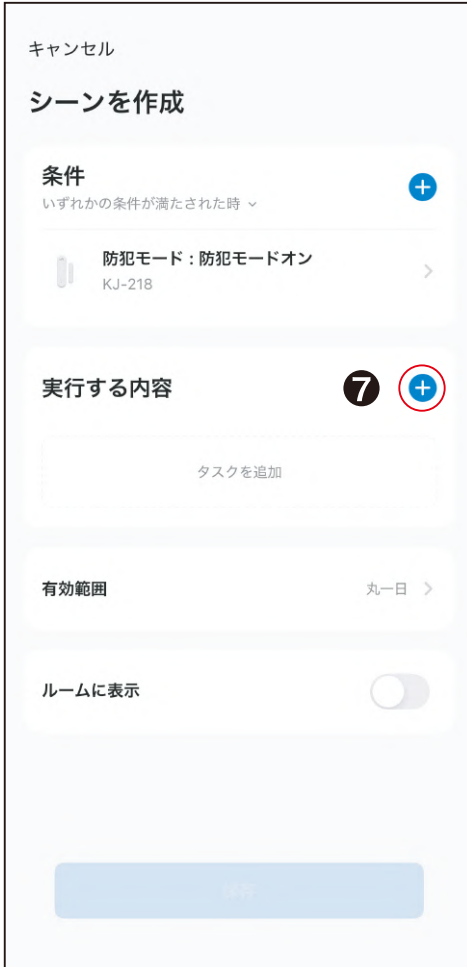 キャンセル
シーンを作成
条件
いずれかの条件が満たされた時
防犯モード : 防犯モードオン
KJ-218
実行する内容
❼
タスクを追加
有効範囲
丸一日
ルームに表示
保存